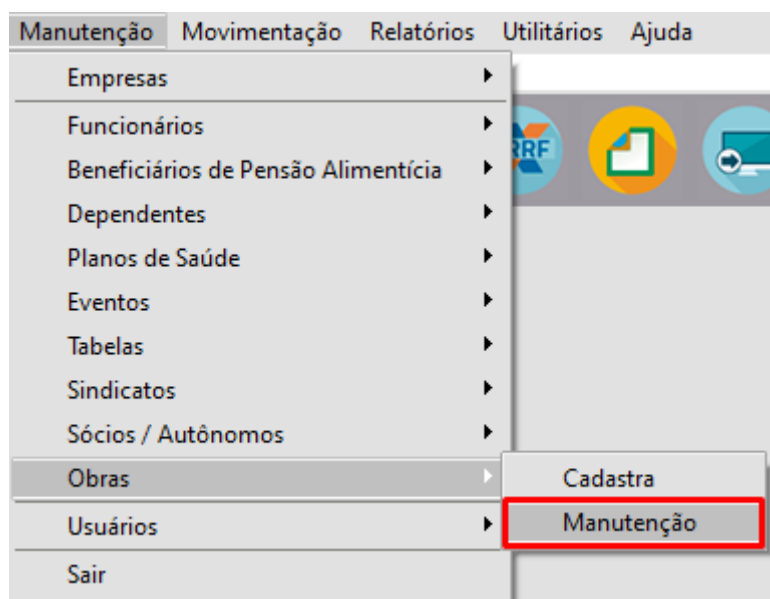 Manutenção Movimentação Relatórios Utilitários Ajuda
Empresas
Funcionários
Beneficiários de Pensão Alimentícia
Dependentes
Planos de Saúde
Eventos
Tabelas
Sindicatos
Sócios / Autônomos
Obras
Cadastra
Manutenção
Usuários
Sair